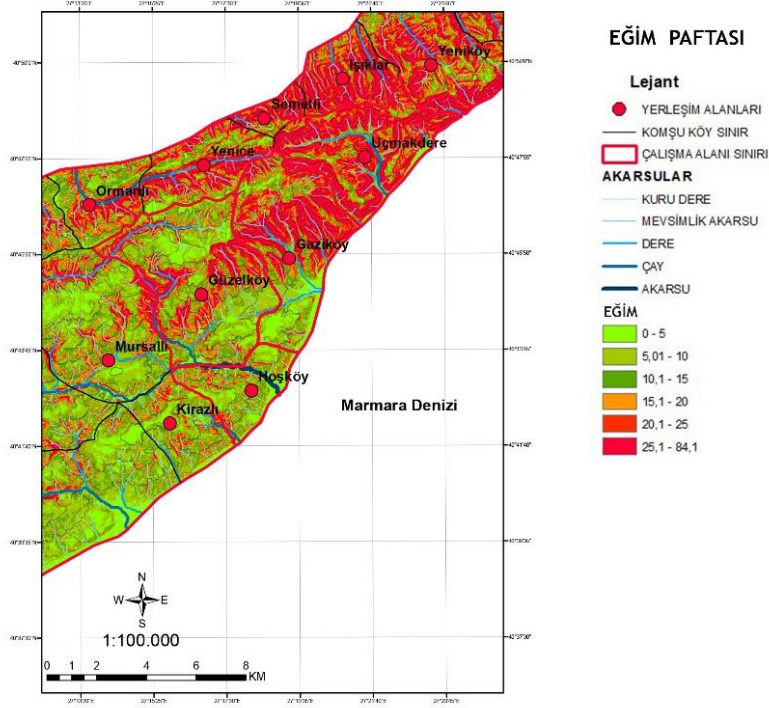 EĞİM PAFTASI
Lejant
YERLEŞİM ALANLARI
KOMŞU KÖY SINIR
ÇALIŞMA ALANI SINIRI
AKARSULAR
KURU DERE
MEVSİMLİK AKARSU
DERE
ÇAY
AKARSU
EĞİM
0 - 5
5,01 - 10
10,1 - 15
15,1 - 20
20,1 - 25
25,1 - 84,1
Yeniköy
Işıklar
Semetli
Uçmakdere
Yenice
Ormanlı
Gaziköy
Güzelköy
Mursallı
Hoşköy
Kirazlı
Marmara Denizi
N
W E
S
1:100.000
0 1 2 4 6 8
KM